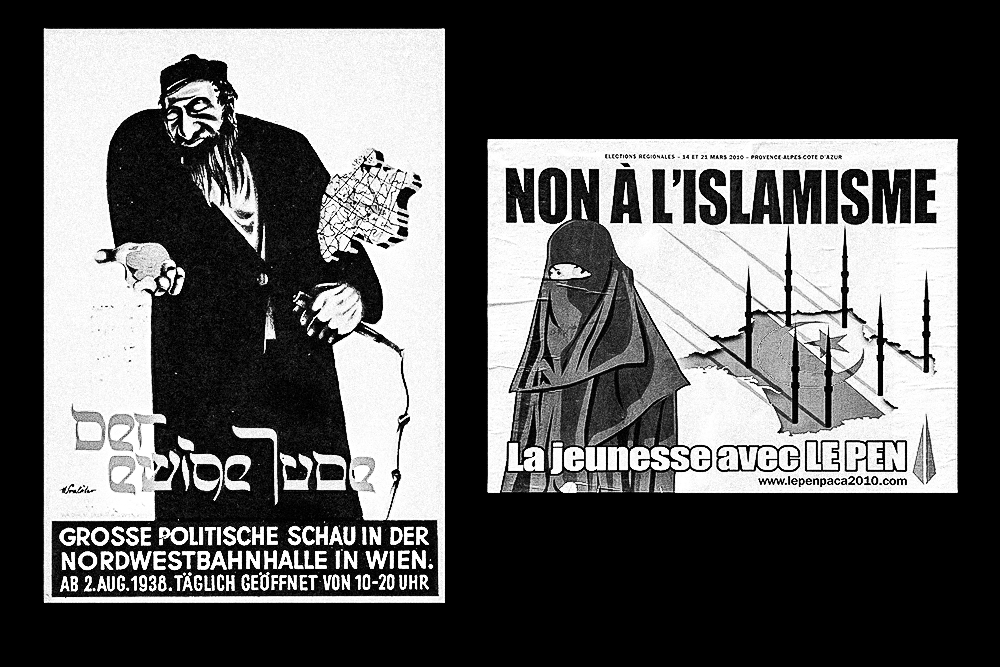 Der
ewige Jude
GROSSE POLITISCHE SCHAU IN DER
NORDWESTBAHNHALLE IN WIEN.
AB 2.AUG.1938.TÄGLICH GEÖFFNET VON 10-20 UHR
ELECTIONS REGIONALES - 14 ET 21 MARS 2010 - PROVENCE-ALPES-COTE D'AZUR
NON À L'ISLAMISME
La jeunesse avec LE PEN
www.lepenpaca2010.com